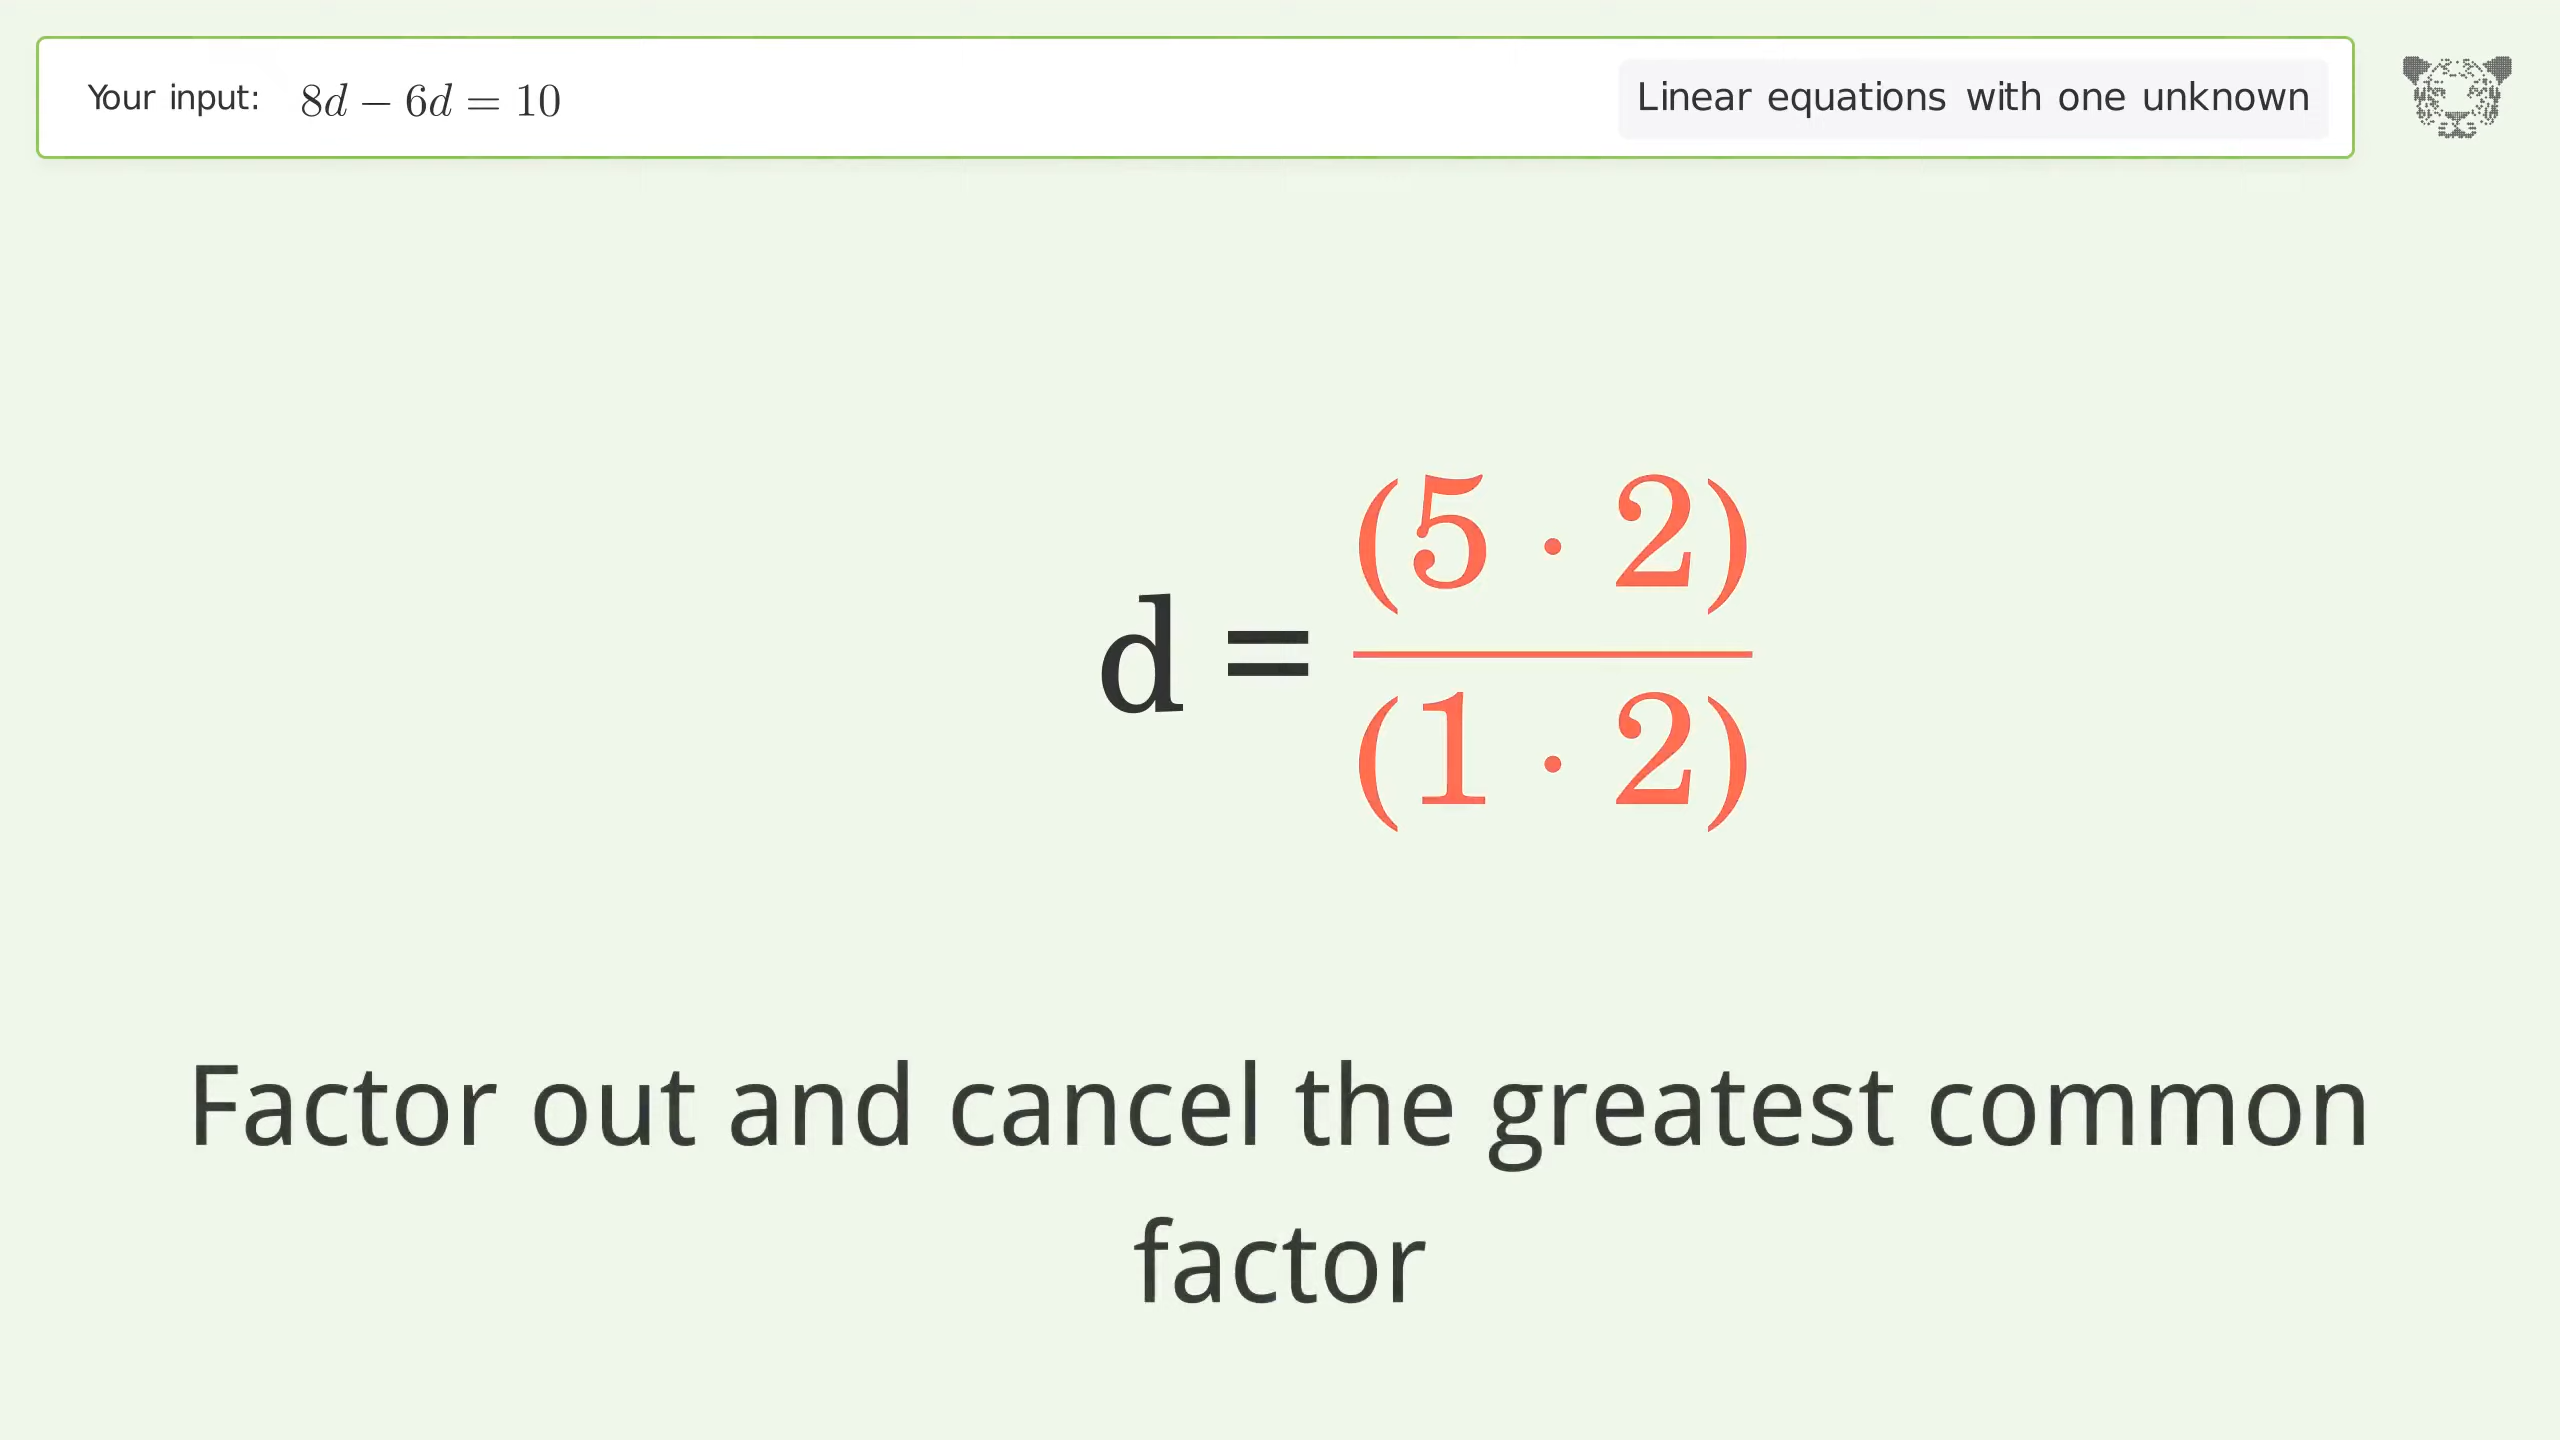 Your input: 8d − 6d = 10
Linear equations with one unknown
d = (5 · 2) / (1 · 2)
Factor out and cancel the greatest common
factor